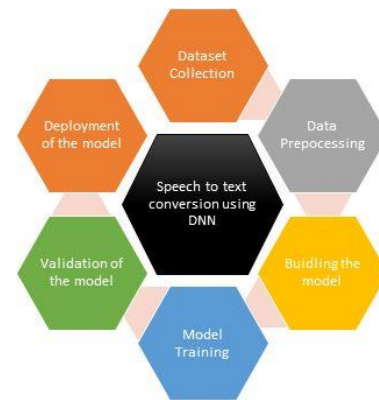 Dataset
Collection
Data
Prepocessing
Buidling the
model
Model
Training
Validation of
the model
Deployment
of the model
Speech to text
conversion using
DNN